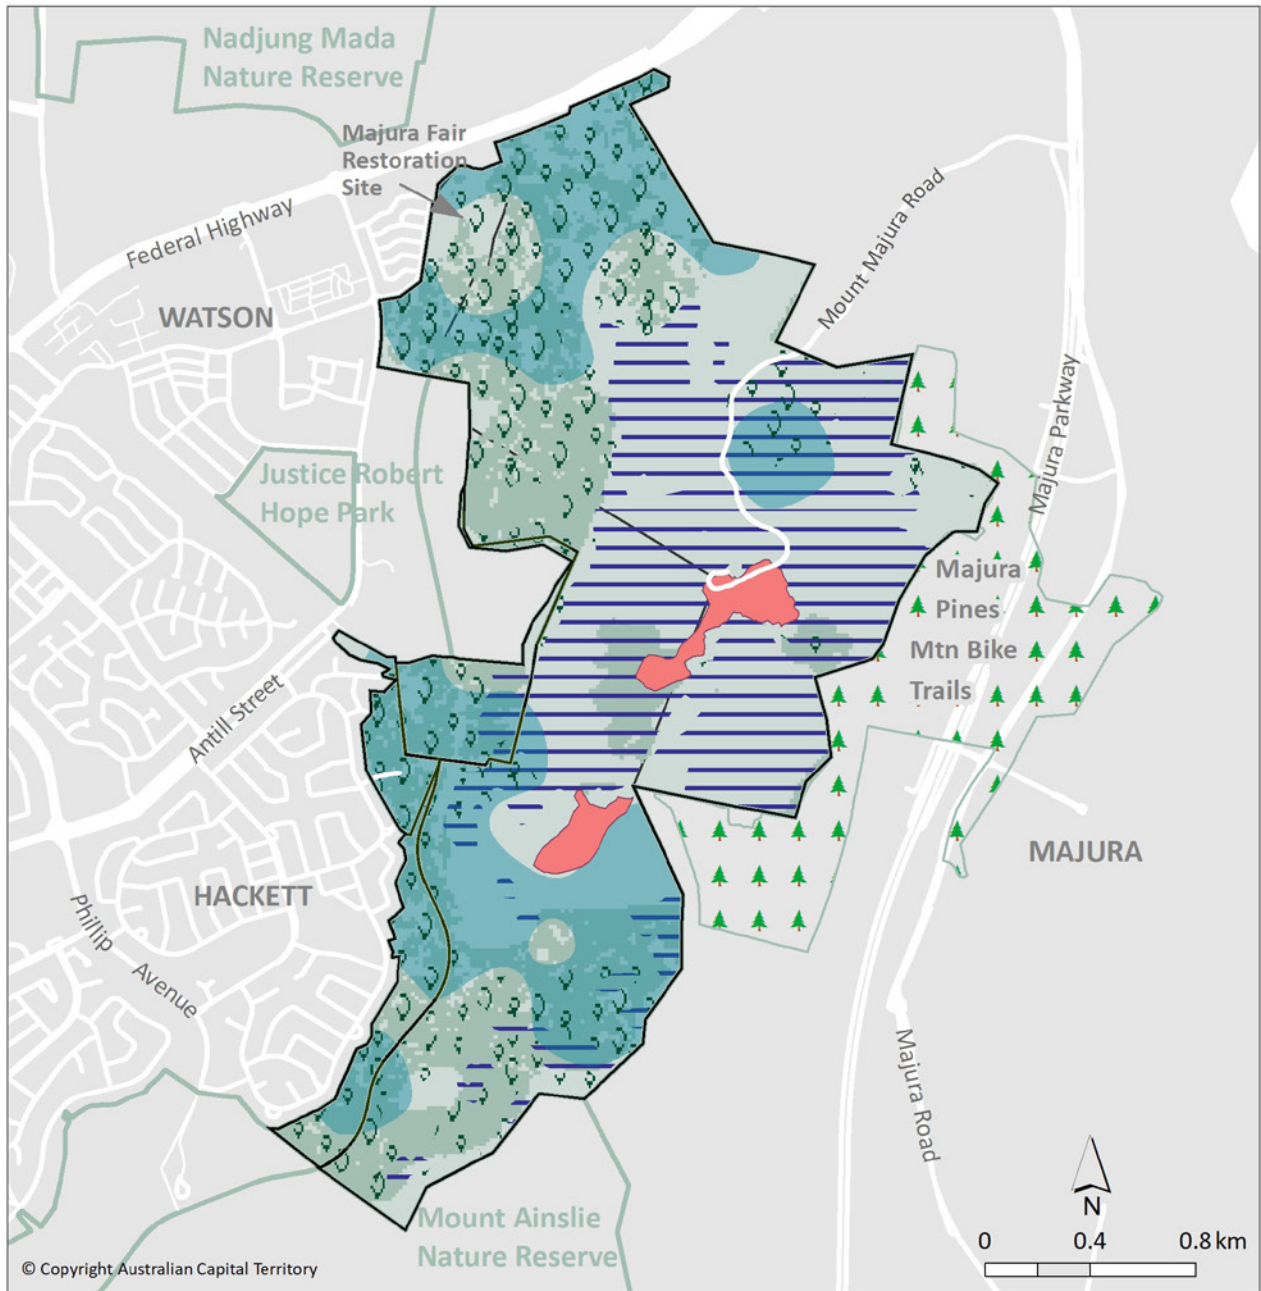 Nadjung Mada
Nature Reserve
Majura Fair
Restoration
Site
Federal Highway
Mount Majura Road
WATSON
Majura Parkway
Justice Robert
Hope Park
Majura
Pines
Mtn Bike
Trails
Antill Street
MAJURA
HACKETT
Phillip Avenue
Majura Road
N
Mount Ainslie
Nature Reserve
0 0.4 0.8 km
© Copyright Australian Capital Territory